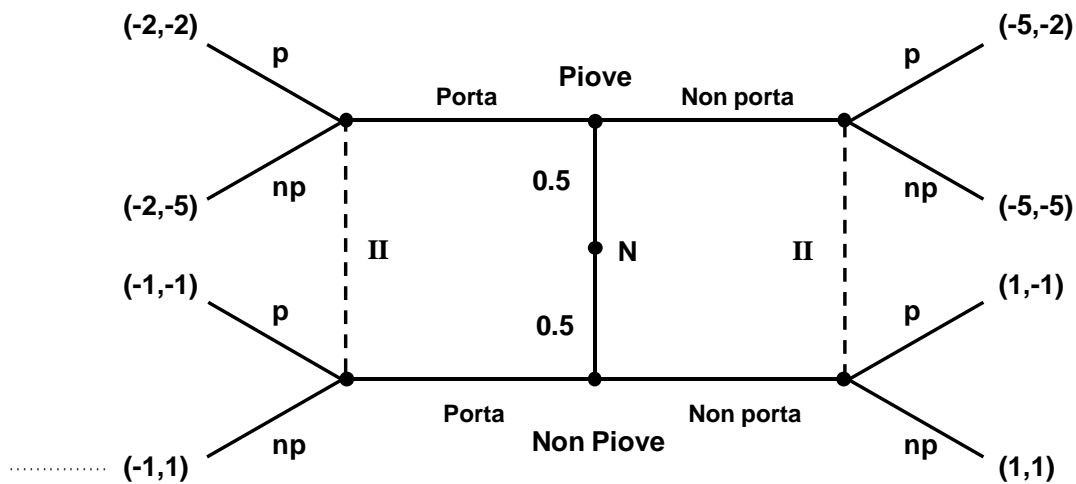 (-2,-2) (-5,-2)
p p
Piove
Porta Non porta
0.5
np np
(-2,-5) (-5,-5)
II N II
(-1,-1) (1,-1)
p p
0.5
Porta Non porta
Non Piove
np np
(-1,1) (1,1)